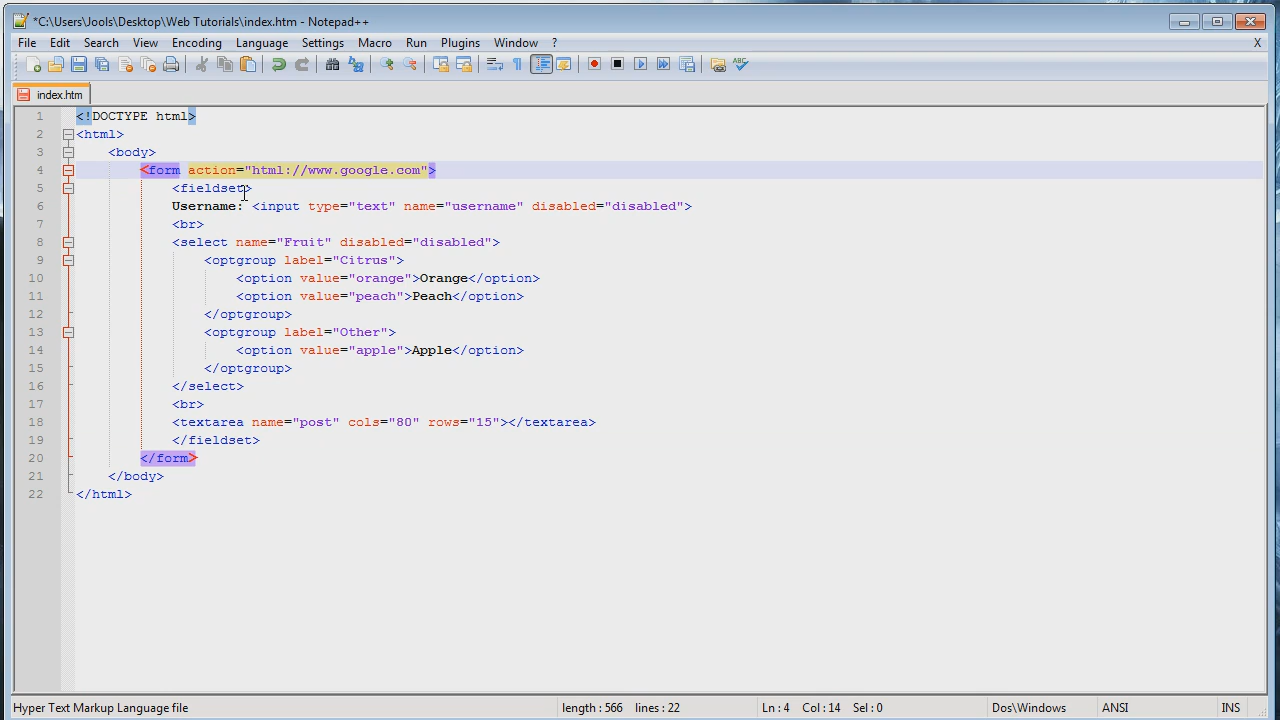 *C:\Users\Jools\Desktop\Web Tutorials\index.htm - Notepad++
File Edit Search View Encoding Language Settings Macro Run Plugins Window ? X
index.htm
1 <!DOCTYPE html>
2 <html>
3 <body>
4 <form action="html://www.google.com">
5 <fieldset>
6 Username: <input type="text" name="username" disabled="disabled">
7 <br>
8 <select name="Fruit" disabled="disabled">
9 <optgroup label="Citrus">
10 <option value="orange">Orange</option>
11 <option value="peach">Peach</option>
12 </optgroup>
13 <optgroup label="Other">
14 <option value="apple">Apple</option>
15 </optgroup>
16 </select>
17 <br>
18 <textarea name="post" cols="80" rows="15"></textarea>
19 </fieldset>
20 </form>
21 </body>
22 </html>
Hyper Text Markup Language file length : 566 lines : 22 Ln : 4 Col : 14 Sel : 0 Dos\Windows ANSI INS